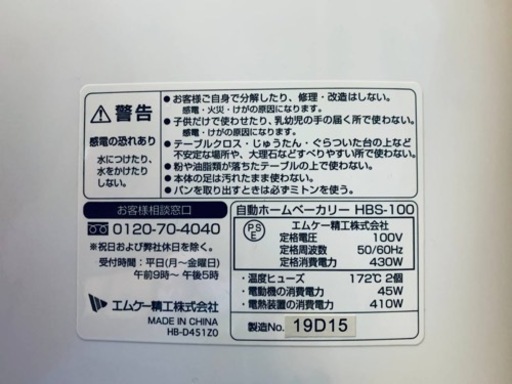 警告
感電の恐れあり
水につけたり、
水をかけたり
しない。
• お客様ご自身で分解したり、修理・改造はしない。
感電・火災・けがの原因になります。
• 子供だけで使わせたり、乳幼児の手の届く所で使わない。
感電・けがの原因になります。
• テーブルクロス・じゅうたん・ぐらついた台の上など
不安定な場所や、大理石などすべりやすい所で使わない。
• 粉や油脂類が落ちたテーブルの上で使わない。
• 本体の足は汚れたまま使わない。
• パンを取り出すときは必ずミトンを使う。
お客様相談窓口
0120-70-4040
※祝日および弊社休日を除く。
受付時間：平日(月〜金曜日)
午前9時〜午後5時
エムケー精工株式会社
MADE IN CHINA
HB-D451Z0
自動ホームベーカリー HBS-100
PSE
エムケー精工株式会社
定格電圧 100V
定格周波数 50/60Hz
定格消費電力 430W
・温度ヒューズ 172℃ 2個
・電動機の消費電力 45W
・電熱装置の消費電力 410W
製造No. 19D15